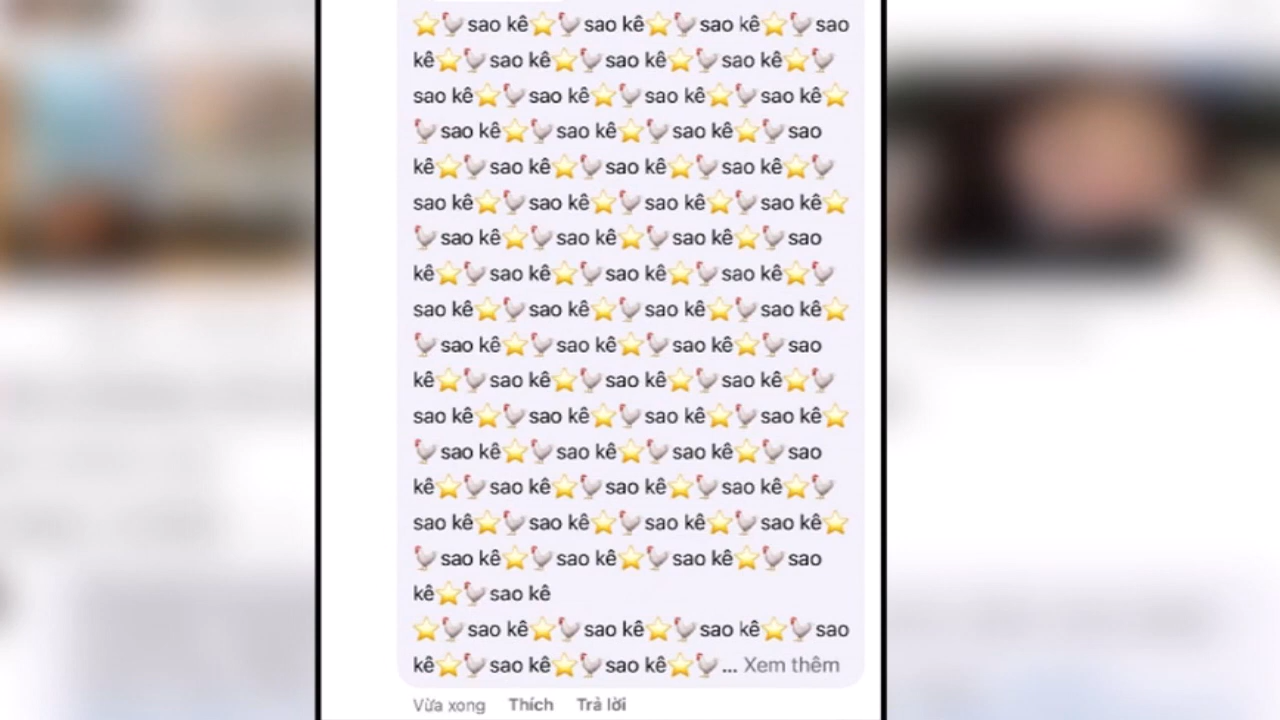 ⭐🐓sao kê⭐🐓sao kê⭐🐓sao kê⭐🐓sao
kê⭐🐓sao kê⭐🐓sao kê⭐🐓sao kê⭐🐓
sao kê⭐🐓sao kê⭐🐓sao kê⭐🐓sao kê⭐
🐓sao kê⭐🐓sao kê⭐🐓sao kê⭐🐓sao
kê⭐🐓sao kê⭐🐓sao kê⭐🐓sao kê⭐🐓
sao kê⭐🐓sao kê⭐🐓sao kê⭐🐓sao kê⭐
🐓sao kê⭐🐓sao kê⭐🐓sao kê⭐🐓sao
kê⭐🐓sao kê⭐🐓sao kê⭐🐓sao kê⭐🐓
sao kê⭐🐓sao kê⭐🐓sao kê⭐🐓sao kê⭐
🐓sao kê⭐🐓sao kê⭐🐓sao kê⭐🐓sao
kê⭐🐓sao kê⭐🐓sao kê⭐🐓sao kê⭐🐓
sao kê⭐🐓sao kê⭐🐓sao kê⭐🐓sao kê⭐
🐓sao kê⭐🐓sao kê⭐🐓sao kê⭐🐓sao
kê⭐🐓sao kê⭐🐓sao kê⭐🐓sao kê⭐🐓
sao kê⭐🐓sao kê⭐🐓sao kê⭐🐓sao kê⭐
🐓sao kê⭐🐓sao kê⭐🐓sao kê⭐🐓sao
kê⭐🐓sao kê
⭐🐓sao kê⭐🐓sao kê⭐🐓sao kê⭐🐓sao
kê⭐🐓sao kê⭐🐓sao kê⭐🐓... Xem thêm
Vừa xong Thích Trả lời